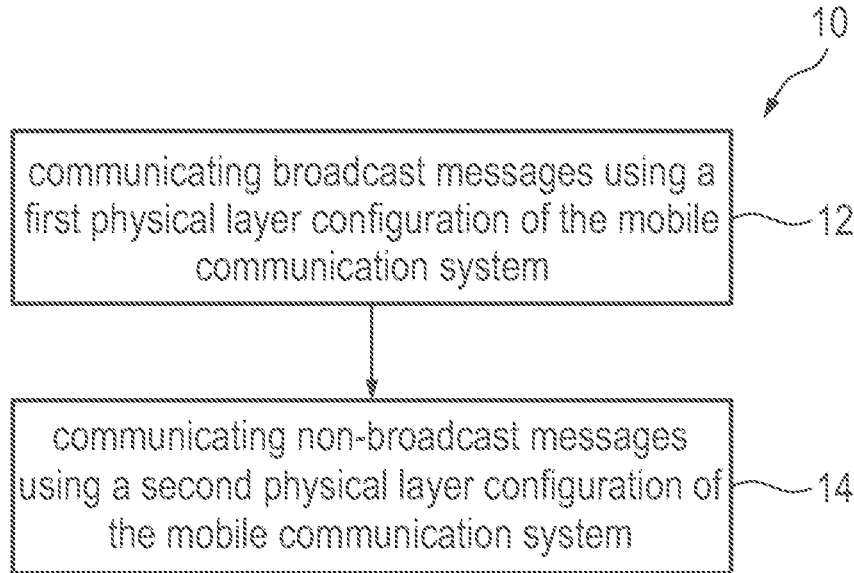 10
communicating broadcast messages using a
first physical layer configuration of the mobile
communication system
12
communicating non-broadcast messages
using a second physical layer configuration of
the mobile communication system
14